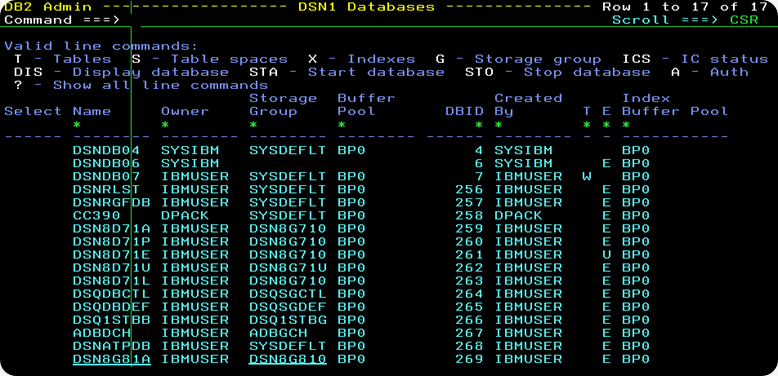 DB2 Admin ------------------- DSN1 Databases --------------- Row 1 to 17 of 17
Command ===> Scroll ===> CSR
Valid line commands:
T - Tables S - Table spaces X - Indexes G - Storage group ICS - IC status
DIS - Display database STA - Start database STO - Stop database A - Auth
? - Show all line commands
Storage Buffer Created Index
Select Name Owner Group Pool DBID By T E Buffer Pool
* * * * * * * * *
------ -------- -------- -------- -------- ------ -------- - - -----------
DSNDB04 SYSIBM SYSDEFLT BP0 4 SYSIBM BP0
DSNDB06 SYSIBM 6 SYSIBM E BP0
DSNDB07 IBMUSER SYSDEFLT BP0 7 IBMUSER W BP0
DSNRLST IBMUSER SYSDEFLT BP0 256 IBMUSER E BP0
DSNRGFDB IBMUSER SYSDEFLT BP0 257 IBMUSER E BP0
CC390 DPACK SYSDEFLT BP0 258 DPACK E BP0
DSN8D71A IBMUSER DSN8G710 BP0 259 IBMUSER E BP0
DSN8D71P IBMUSER DSN8G710 BP0 260 IBMUSER E BP0
DSN8D71E IBMUSER DSN8G710 BP0 261 IBMUSER U BP0
DSN8D71U IBMUSER DSN8G71U BP0 262 IBMUSER E BP0
DSN8D71L IBMUSER DSN8G710 BP0 263 IBMUSER E BP0
DSQDBCTL IBMUSER DSQSGCTL BP0 264 IBMUSER E BP0
DSQDBDEF IBMUSER DSQSGDEF BP0 265 IBMUSER E BP0
DSQ1STBB IBMUSER DSQ1STBG BP0 266 IBMUSER E BP0
ADBDCH IBMUSER ADBGCH BP0 267 IBMUSER E BP0
DSNATPDB IBMUSER SYSDEFLT BP0 268 IBMUSER E BP0
DSN8G81A IBMUSER DSN8G810 BP0 269 IBMUSER E BP0